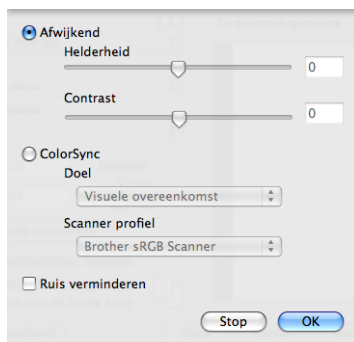 Afwijkend
Helderheid
0
Contrast
0
ColorSync
Doel
Visuele overeenkomst
Scanner profiel
Brother sRGB Scanner
Ruis verminderen
Stop OK